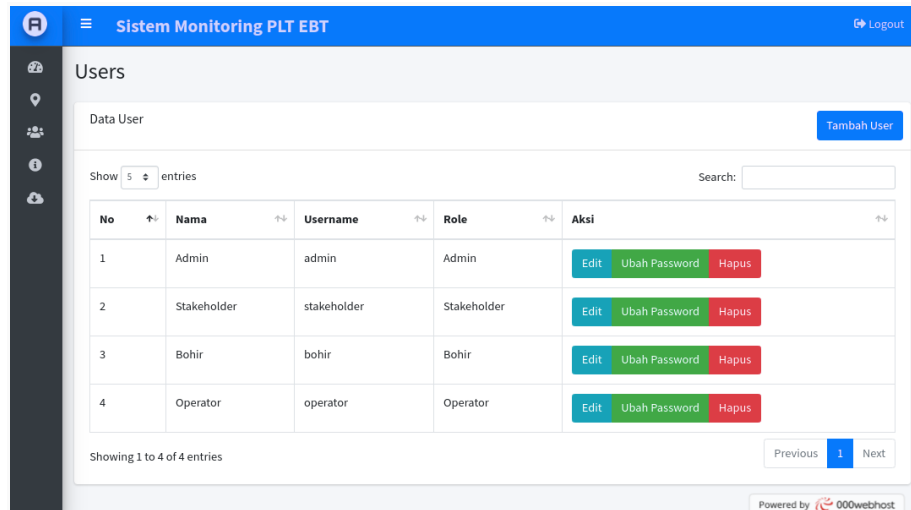 Sistem Monitoring PLT EBT Logout
Users
Data User Tambah User
Show 5 entries Search:
No Nama Username Role Aksi
1 Admin admin Admin Edit Ubah Password Hapus
2 Stakeholder stakeholder Stakeholder Edit Ubah Password Hapus
3 Bohir bohir Bohir Edit Ubah Password Hapus
4 Operator operator Operator Edit Ubah Password Hapus
Showing 1 to 4 of 4 entries Previous 1 Next
Powered by 000webhost